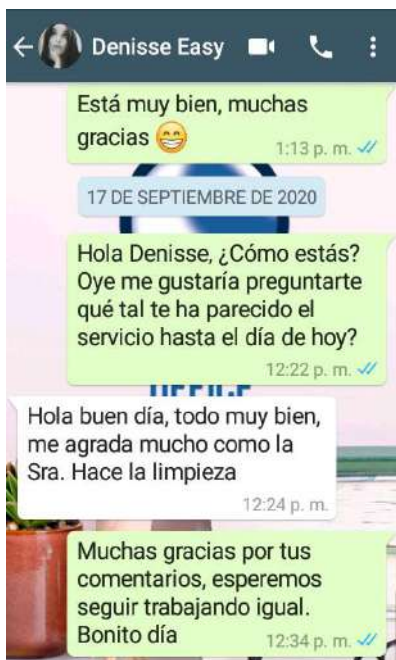 Denisse Easy
Está muy bien, muchas
gracias 😁
1:13 p. m.
17 DE SEPTIEMBRE DE 2020
Hola Denisse, ¿Cómo estás?
Oye me gustaría preguntarte
qué tal te ha parecido el
servicio hasta el día de hoy?
12:22 p. m.
Hola buen día, todo muy bien,
me agrada mucho como la
Sra. Hace la limpieza
12:24 p. m.
Muchas gracias por tus
comentarios, esperemos
seguir trabajando igual.
Bonito día
12:34 p. m.